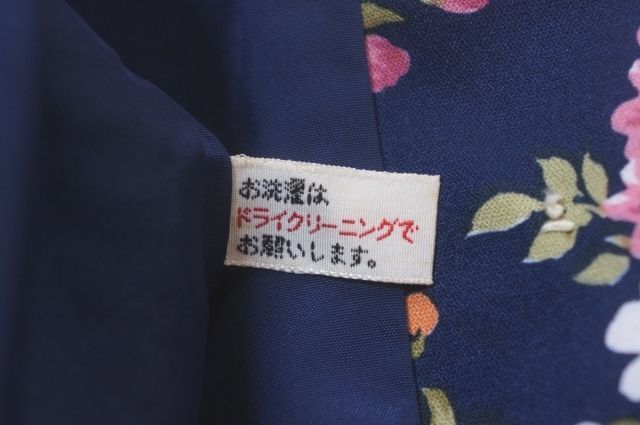 お洗濯は
ドライクリーニングで
お願いします。